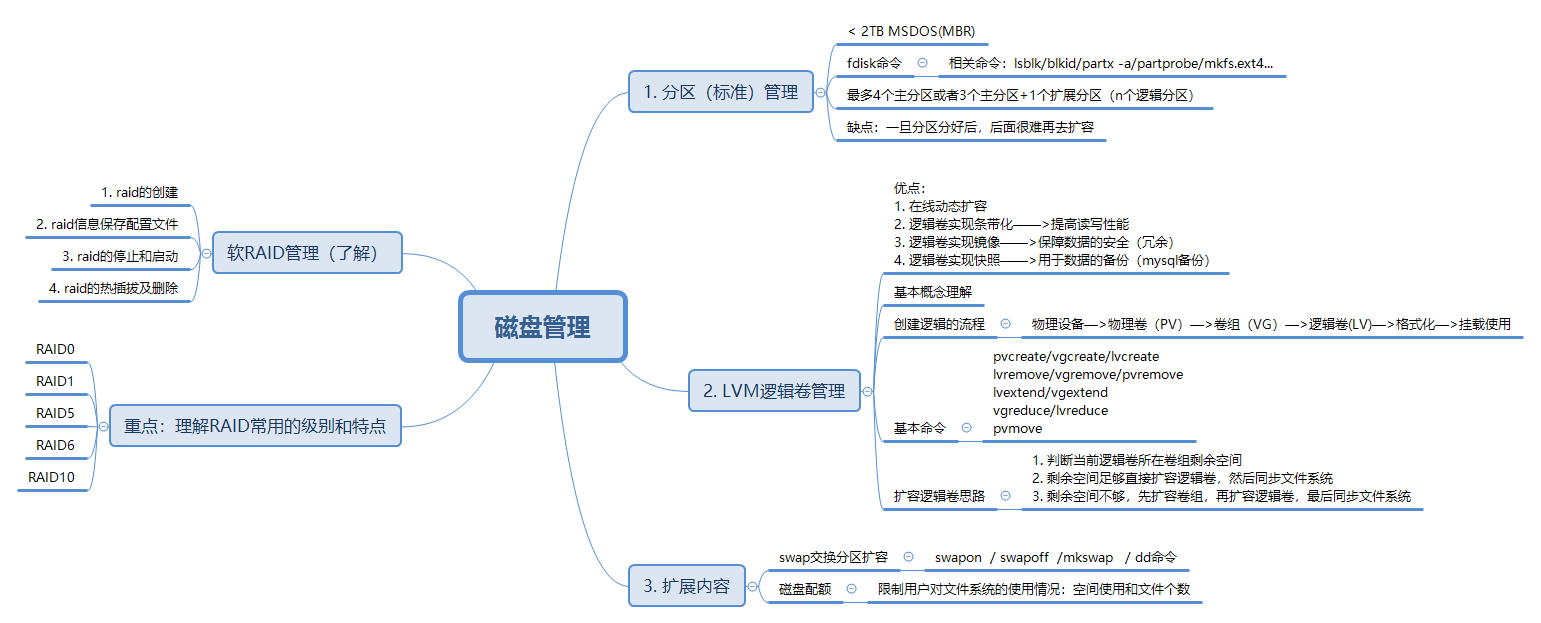 磁盘管理
1. 分区（标准）管理
< 2TB MSDOS(MBR)
fdisk命令
相关命令：lsblk/blkid/partx -a/partprobe/mkfs.ext4...
最多4个主分区或者3个主分区+1个扩展分区（n个逻辑分区）
缺点：一旦分区分好后，后面很难再去扩容
2. LVM逻辑卷管理
优点：
1. 在线动态扩容
2. 逻辑卷实现条带化——>提高读写性能
3. 逻辑卷实现镜像——>保障数据的安全（冗余）
4. 逻辑卷实现快照——>用于数据的备份（mysql备份）
基本概念理解
创建逻辑的流程
物理设备—>物理卷（PV）—>卷组（VG）—>逻辑卷(LV)—>格式化—>挂载使用
基本命令
pvcreate/vgcreate/lvcreate
lvremove/vgremove/pvremove
lvextend/vgextend
vgreduce/lvreduce
pvmove
扩容逻辑卷思路
1. 判断当前逻辑卷所在卷组剩余空间
2. 剩余空间足够直接扩容逻辑卷，然后同步文件系统
3. 剩余空间不够，先扩容卷组，再扩容逻辑卷，最后同步文件系统
3. 扩展内容
swap交换分区扩容
swapon / swapoff /mkswap / dd命令
磁盘配额
限制用户对文件系统的使用情况：空间使用和文件个数
软RAID管理（了解）
1. raid的创建
2. raid信息保存配置文件
3. raid的停止和启动
4. raid的热插拔及删除
重点：理解RAID常用的级别和特点
RAID0
RAID1
RAID5
RAID6
RAID10